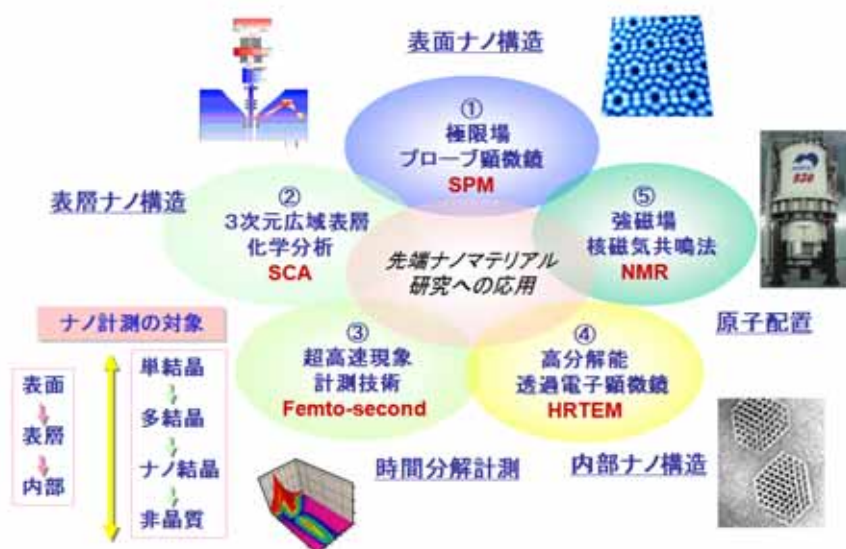 表面ナノ構造
①
極限場
プローブ顕微鏡
SPM
表層ナノ構造
②
3次元広域表層
化学分析
SCA
⑤
強磁場
核磁気共鳴法
NMR
930
先端ナノマテリアル
研究への応用
原子配置
ナノ計測の対象
表面
表層
内部
単結晶
多結晶
ナノ結晶
非晶質
③
超高速現象
計測技術
Femto-second
④
高分解能
透過電子顕微鏡
HRTEM
時間分解計測
内部ナノ構造